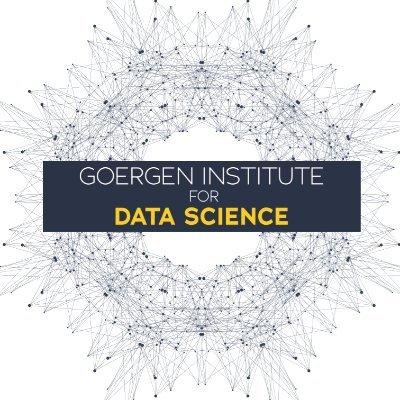 GOERGEN INSTITUTE
FOR
DATA SCIENCE